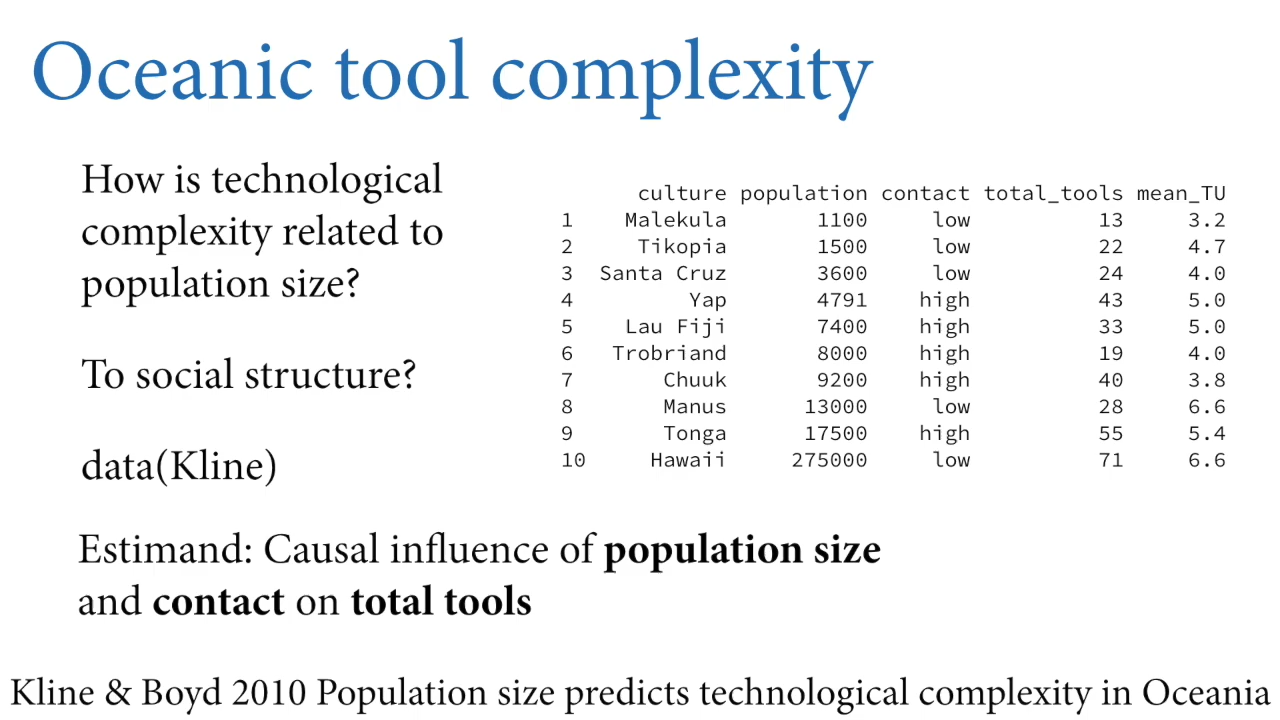 Oceanic tool complexity
How is technological
complexity related to
population size?
To social structure?
data(Kline)
culture population contact total_tools mean_TU
1 Malekula 1100 low 13 3.2
2 Tikopia 1500 low 22 4.7
3 Santa Cruz 3600 low 24 4.0
4 Yap 4791 high 43 5.0
5 Lau Fiji 7400 high 33 5.0
6 Trobriand 8000 high 19 4.0
7 Chuuk 9200 high 40 3.8
8 Manus 13000 low 28 6.6
9 Tonga 17500 high 55 5.4
10 Hawaii 275000 low 71 6.6
Estimand: Causal influence of population size
and contact on total tools
Kline & Boyd 2010 Population size predicts technological complexity in Oceania